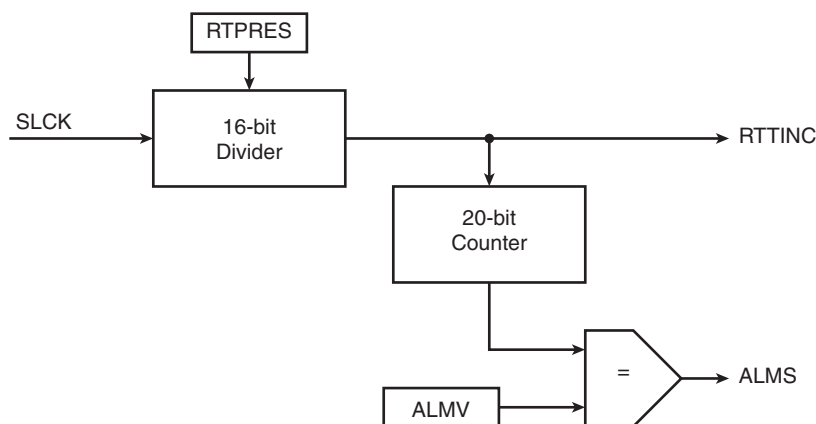 RTPRES
SLCK
16-bit
Divider
RTTINC
20-bit
Counter
=
ALMS
ALMV